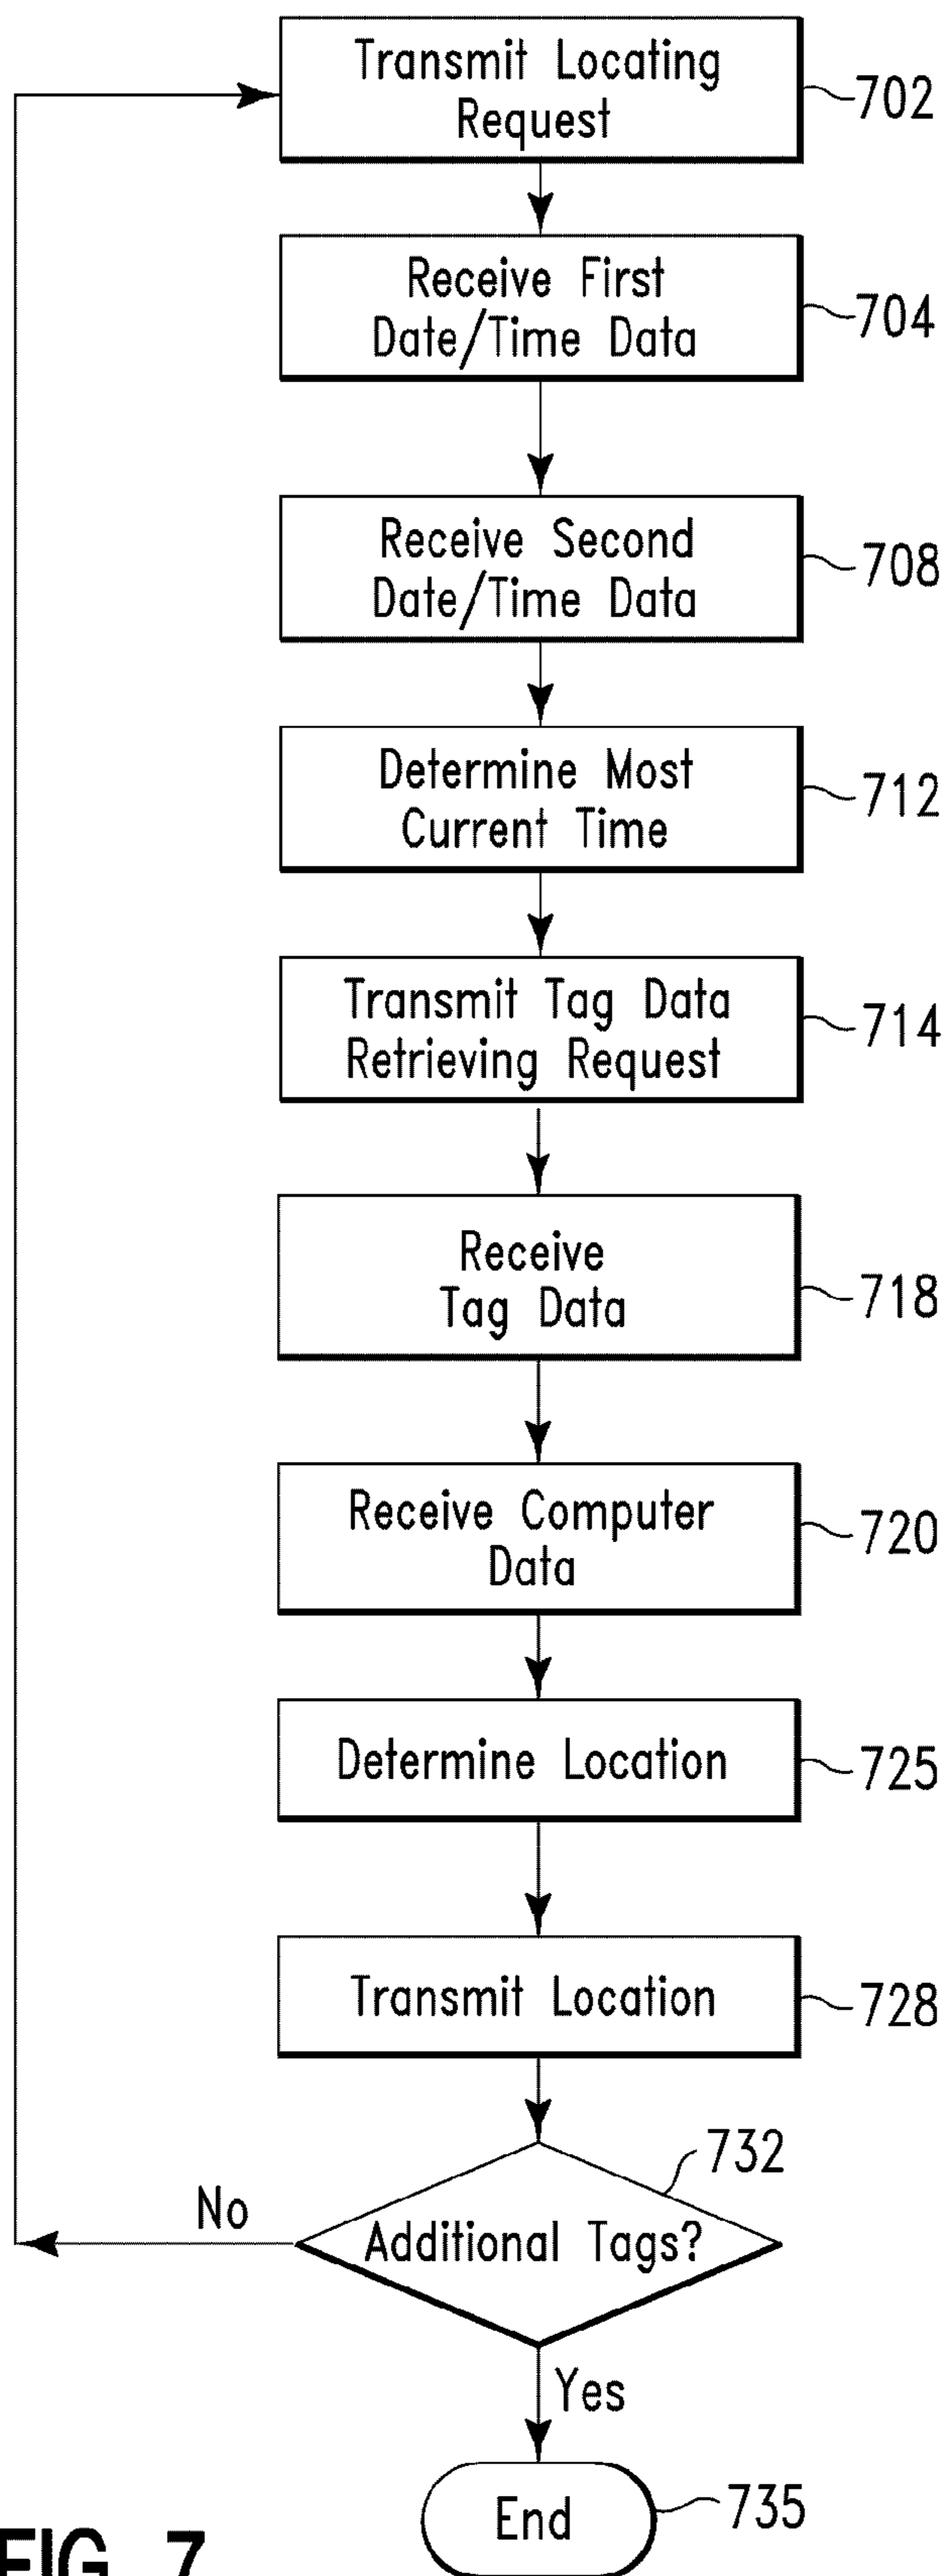 Transmit Locating
Request
702
Receive First
Date/Time Data
704
Receive Second
Date/Time Data
708
Determine Most
Current Time
712
Transmit Tag Data
Retrieving Request
714
Receive
Tag Data
718
Receive Computer
Data
720
Determine Location
725
Transmit Location
728
732
No
Additional Tags?
Yes
End
735
FIG. 7